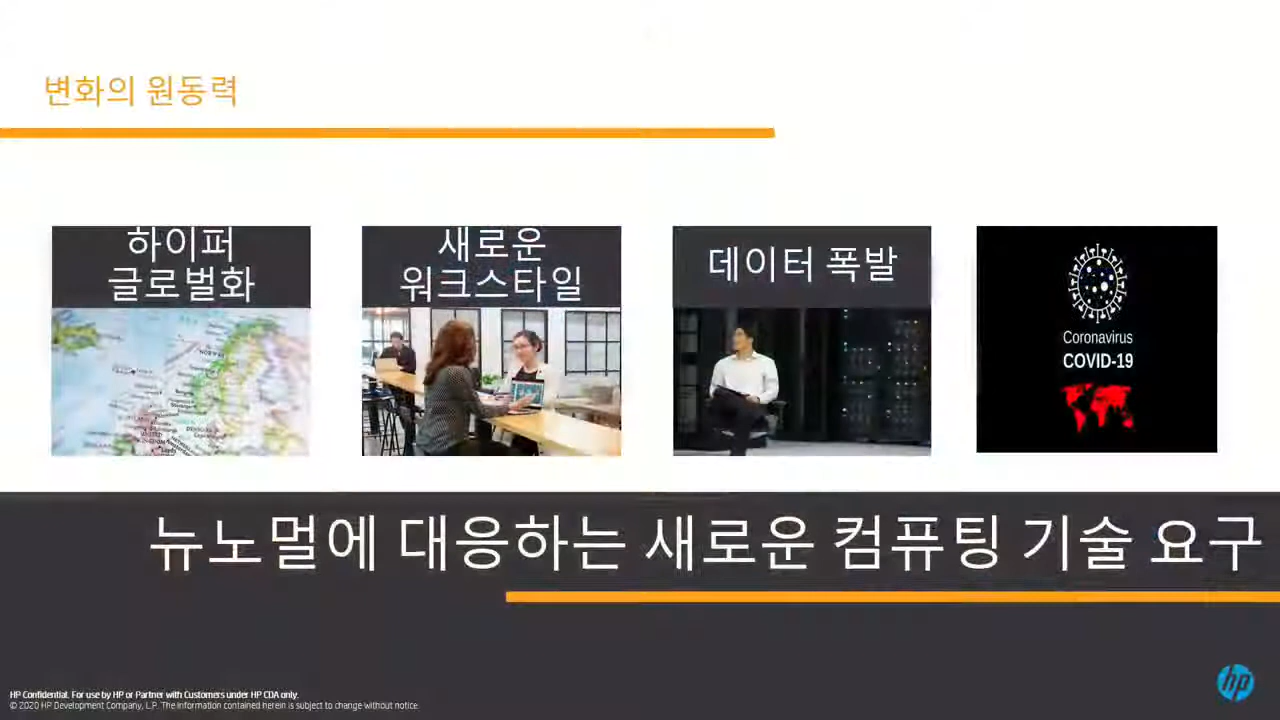 변화의 원동력
하이퍼
글로벌화
새로운
워크스타일
데이터 폭발
Coronavirus
COVID-19
NORWAY
UNITED
KINGDOM
뉴노멀에 대응하는 새로운 컴퓨팅 기술 요구
HP Confidential. For use by HP or Partner with Customers under HP CDA only.
© 2020 HP Development Company, L.P. The information contained herein is subject to change without notice.
hp